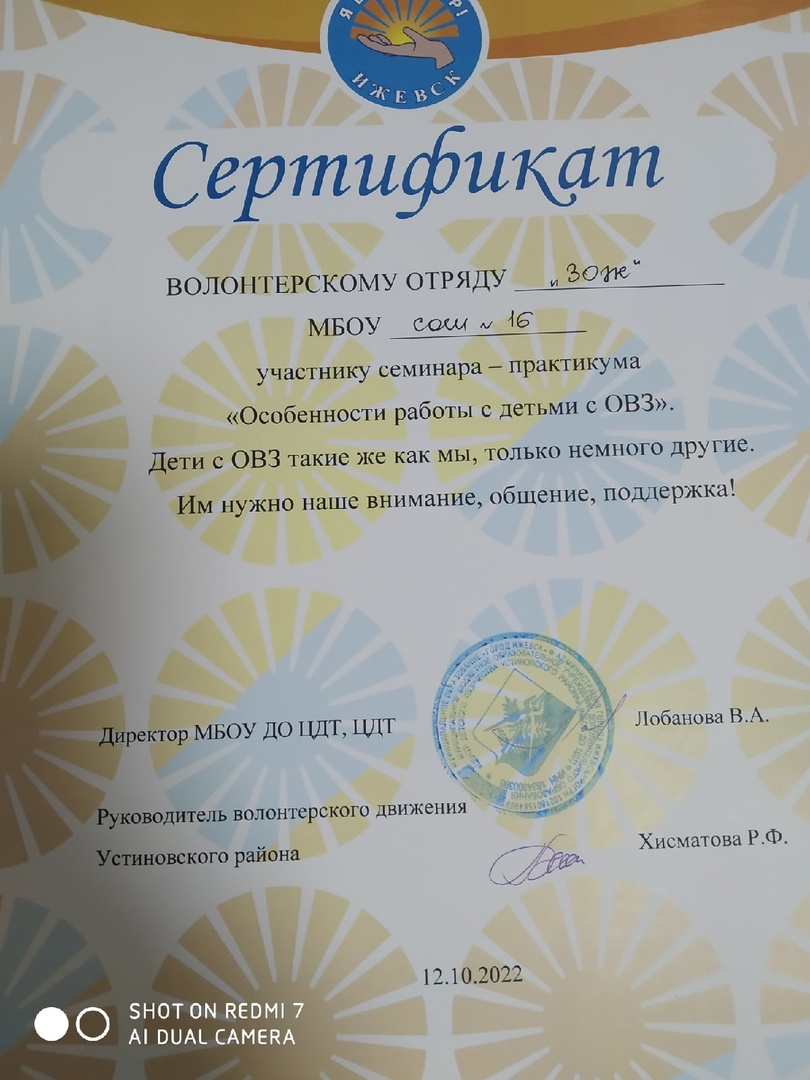 Я
Р!
ИЖЕВСК
Сертификат
ВОЛОНТЕРСКОМУ ОТРЯДУ „ЗОЖ“
МБОУ сош № 16
участнику семинара – практикума
«Особенности работы с детьми с ОВЗ».
Дети с ОВЗ такие же как мы, только немного другие.
Им нужно наше внимание, общение, поддержка!
Директор МБОУ ДО ЦДТ, ЦДТ
Лобанова В.А.
Руководитель волонтерского движения
Устиновского района
Хисматова Р.Ф.
12.10.2022
SHOT ON REDMI 7
AI DUAL CAMERA